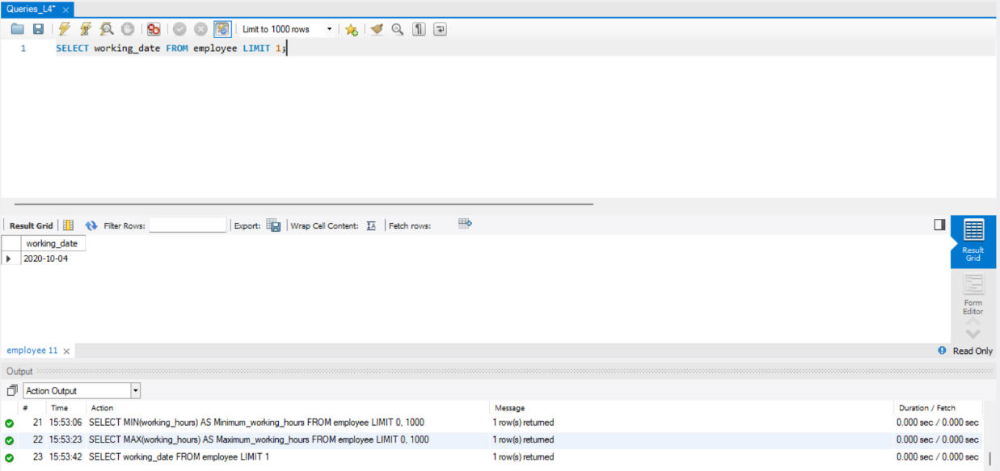 Queries_L4*
Limit to 1000 rows
1 SELECT working_date FROM employee LIMIT 1;
Result Grid Filter Rows: Export: Wrap Cell Content: Fetch rows:
working_date
2020-10-04
Result
Grid
Form
Editor
employee 11
Read Only
Output
Action Output
# Time Action Message Duration / Fetch
21 15:53:06 SELECT MIN(working_hours) AS Minimum_working_hours FROM employee LIMIT 0, 1000 1 row(s) returned 0.000 sec / 0.000 sec
22 15:53:23 SELECT MAX(working_hours) AS Maximum_working_hours FROM employee LIMIT 0, 1000 1 row(s) returned 0.000 sec / 0.000 sec
23 15:53:42 SELECT working_date FROM employee LIMIT 1 1 row(s) returned 0.000 sec / 0.000 sec